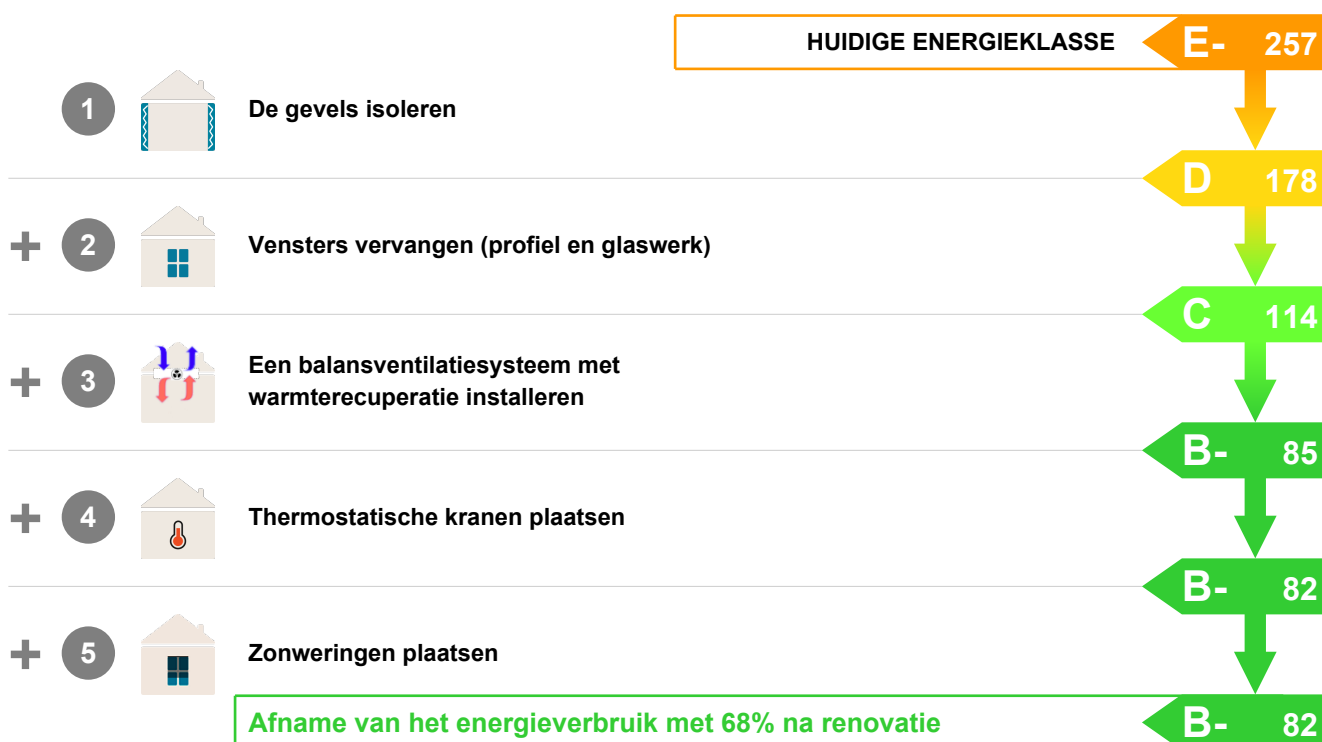 HUIDIGE ENERGIEKLASSE E- 257
1 De gevels isoleren
D 178
+ 2 Vensters vervangen (profiel en glaswerk)
C 114
+ 3 Een balansventilatiesysteem met
warmterecuperatie installeren
B- 85
+ 4 Thermostatische kranen plaatsen
B- 82
+ 5 Zonweringen plaatsen
Afname van het energieverbruik met 68% na renovatie B- 82